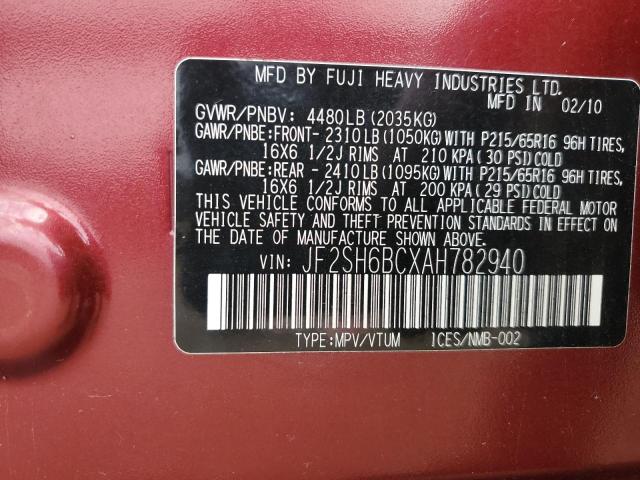 MFD BY FUJI HEAVY INDUSTRIES LTD.
MFD IN 02/10
GVWR/PNBV: 4480LB(2035KG)
GAWR/PNBE:FRONT- 2310LB(1050KG)WITH P215/65R16 96H TIRES,
16X6 1/2J RIMS AT 210 KPA(30 PSI)COLD
GAWR/PNBE:REAR - 2410LB(1095KG)WITH P215/65R16 96H TIRES,
16X6 1/2J RIMS AT 200 KPA(29 PSI)COLD
THIS VEHICLE CONFORMS TO ALL APPLICABLE FEDERAL MOTOR
VEHICLE SAFETY AND THEFT PREVENTION STANDARDS IN EFFECT ON
THE DATE OF MANUFACTURE SHOWN ABOVE.
VIN: JF2SH6BCXAH782940
TYPE:MPV/VTUM ICES/NMB-002